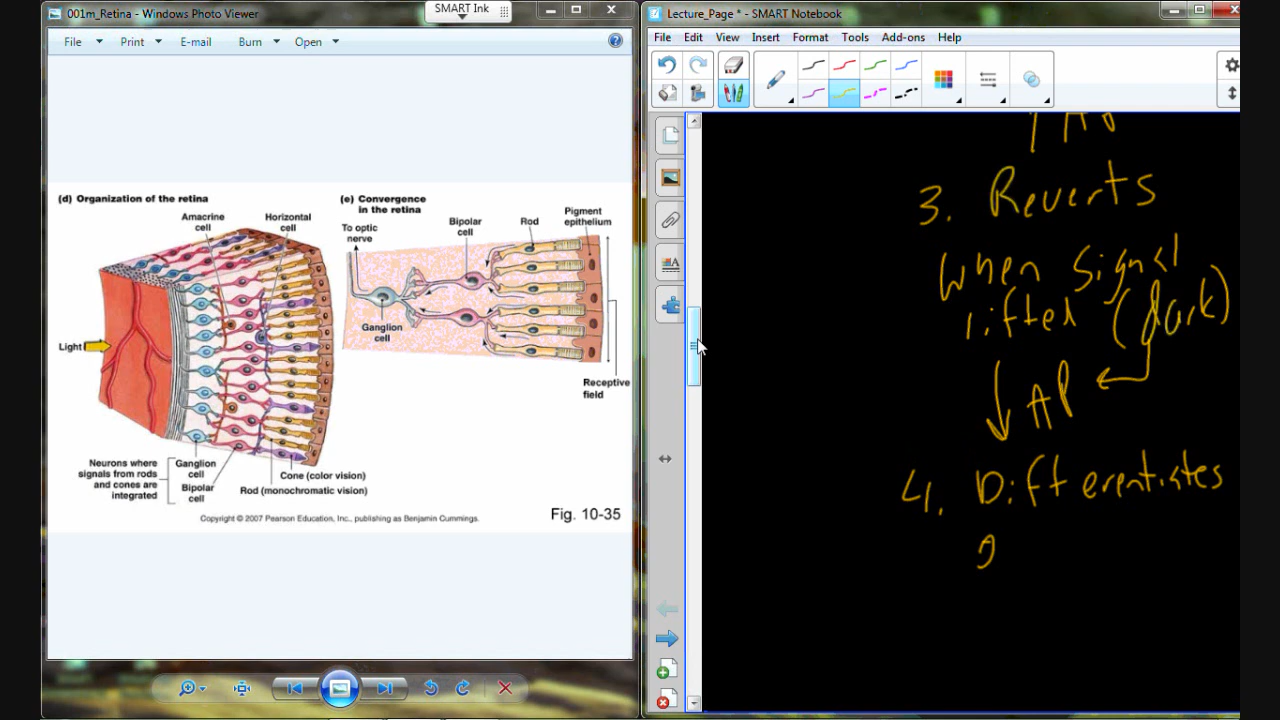 001m_Retina - Windows Photo Viewer
SMART Ink
File Print E-mail Burn Open
(d) Organization of the retina
Amacrine
cell
Horizontal
cell
Light
Neurons where
signals from rods
and cones are
integrated
Ganglion
cell
Bipolar
cell
Cone (color vision)
Rod (monochromatic vision)
(e) Convergence
in the retina
To optic
nerve
Bipolar
cell
Rod
Pigment
epithelium
Ganglion
cell
Receptive
field
Copyright © 2007 Pearson Education, Inc., publishing as Benjamin Cummings.
Fig. 10-35
Lecture_Page * - SMART Notebook
File Edit View Insert Format Tools Add-ons Help
3. Reverts
when signal
lifted (dark)
↓ AP
4. Differentiates